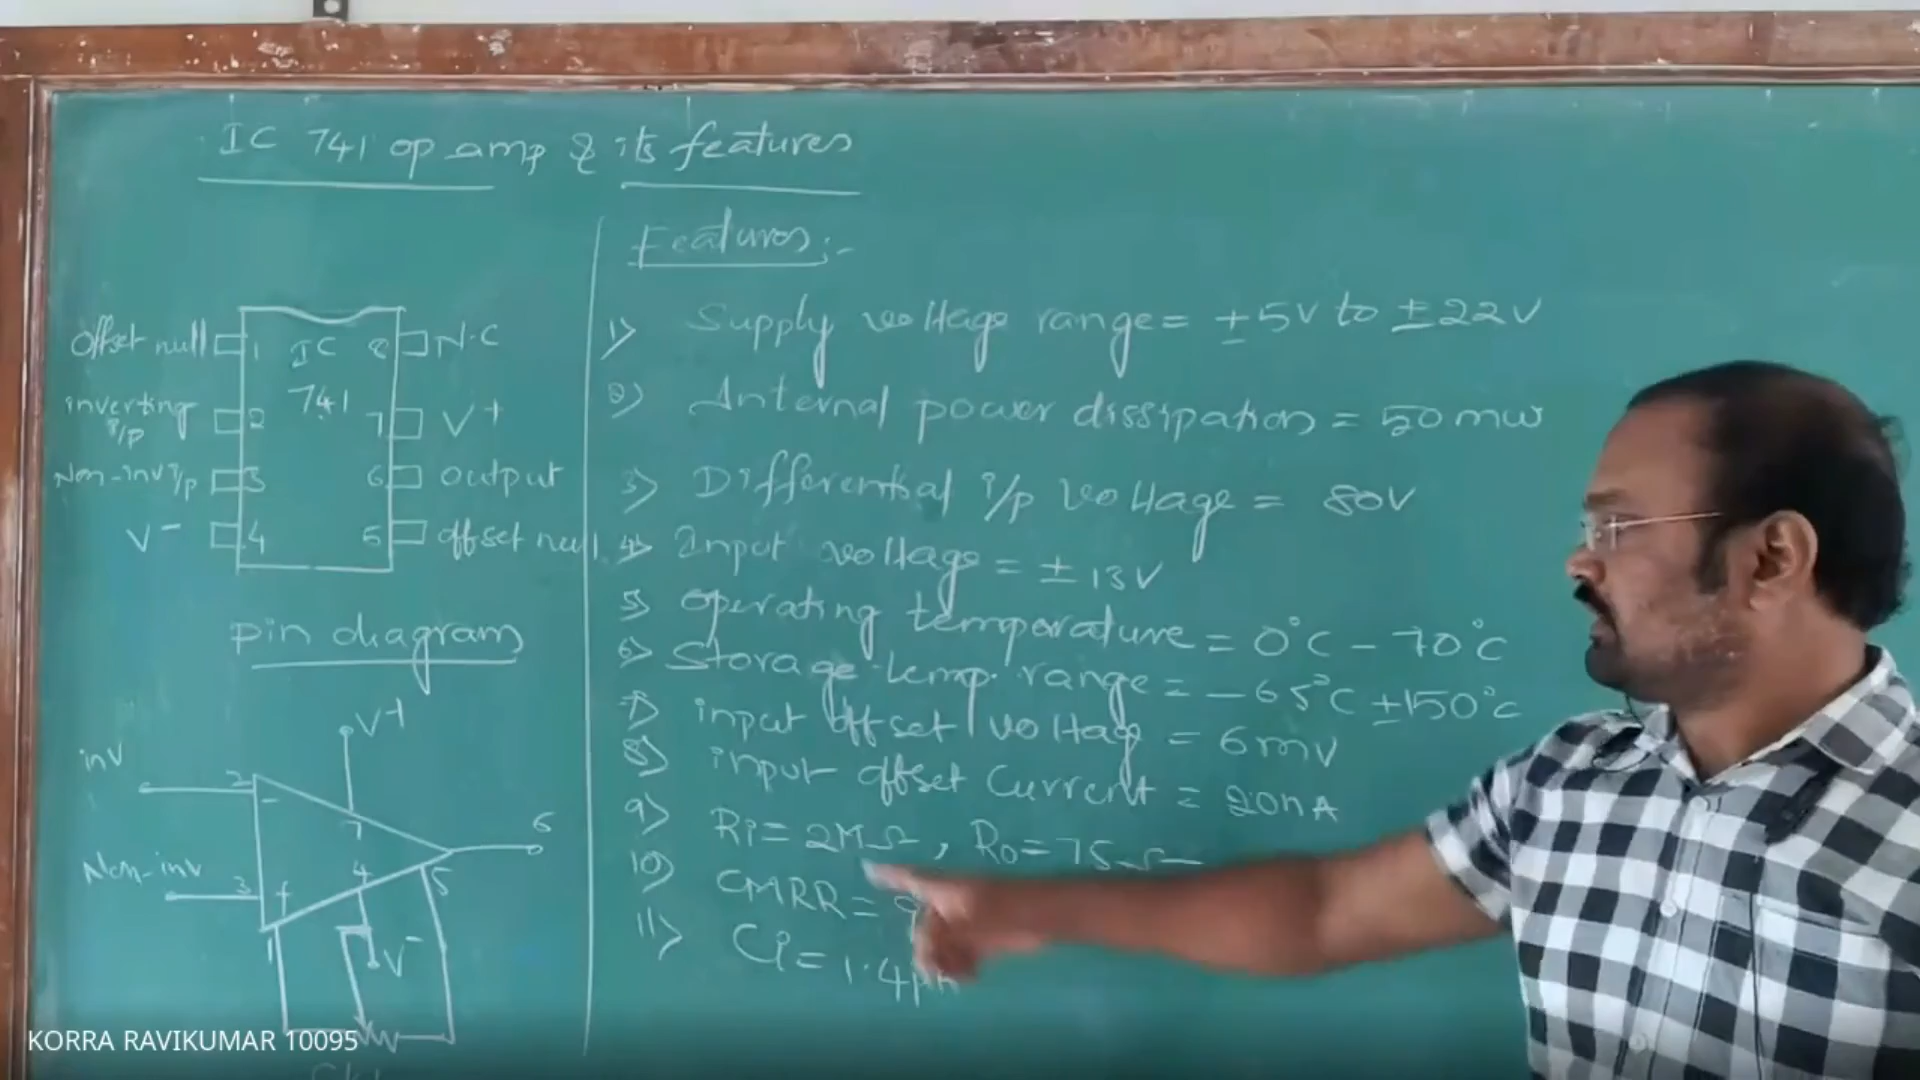 IC 741 op amp & its features
Features:-
1) Supply voltage range = ±5V to ±22V
2) Internal power dissipation = 50 mw
3) Differential i/p voltage = 80V
4) Input voltage = ±13V
5) operating temperature = 0°C - 70°C
6) Storage temp. range = -65°C ±150°C
7) input offset voltag = 6mV
8) input offset Current = 20nA
9) Ri = 2MΩ, Ro = 75Ω
10) CMRR = 9
11) Ci = 1.4
offset null 1 IC 8 N.C
741
inverting i/p 2 7 V+
Non-inv i/p 3 6 output
V- 4 5 offset null
pin diagram
V+
inv 2 -
7
6
Non-inv 3 +
4
5
1
V-
KORRA RAVIKUMAR 10095